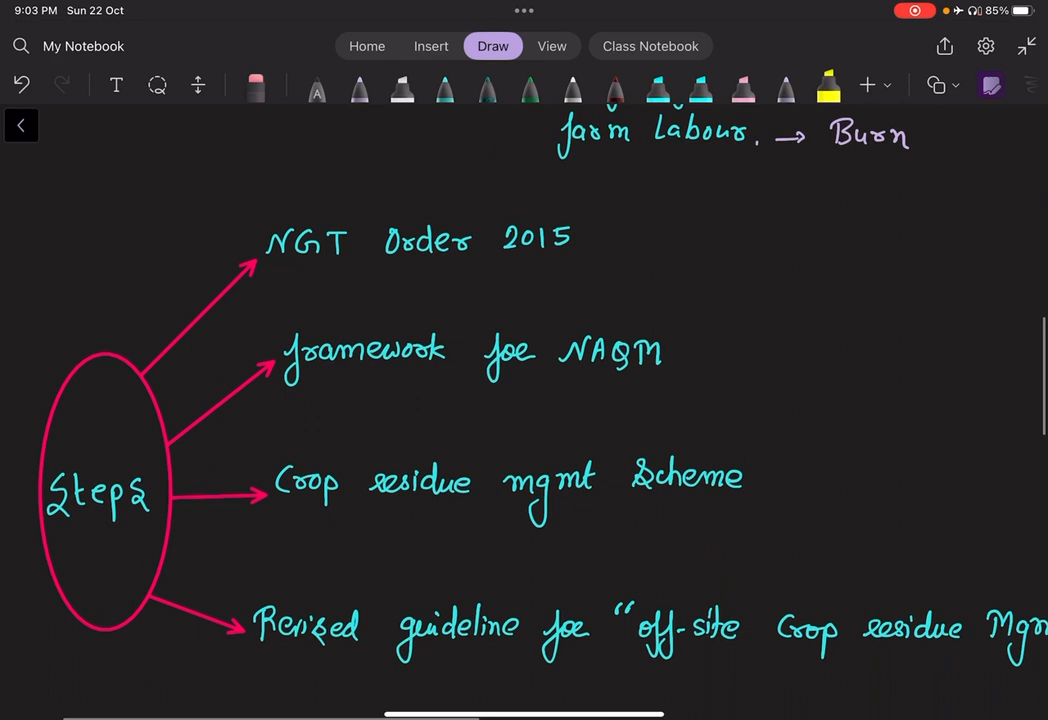 9:03 PM Sun 22 Oct
85%
My Notebook
Home Insert Draw View Class Notebook
T
A
farm Labour. → Burn
NGT Order 2015
framework for NAQM
Crop residue mgmt Scheme
Steps
Revised guideline for "off-site Crop residue Mgm